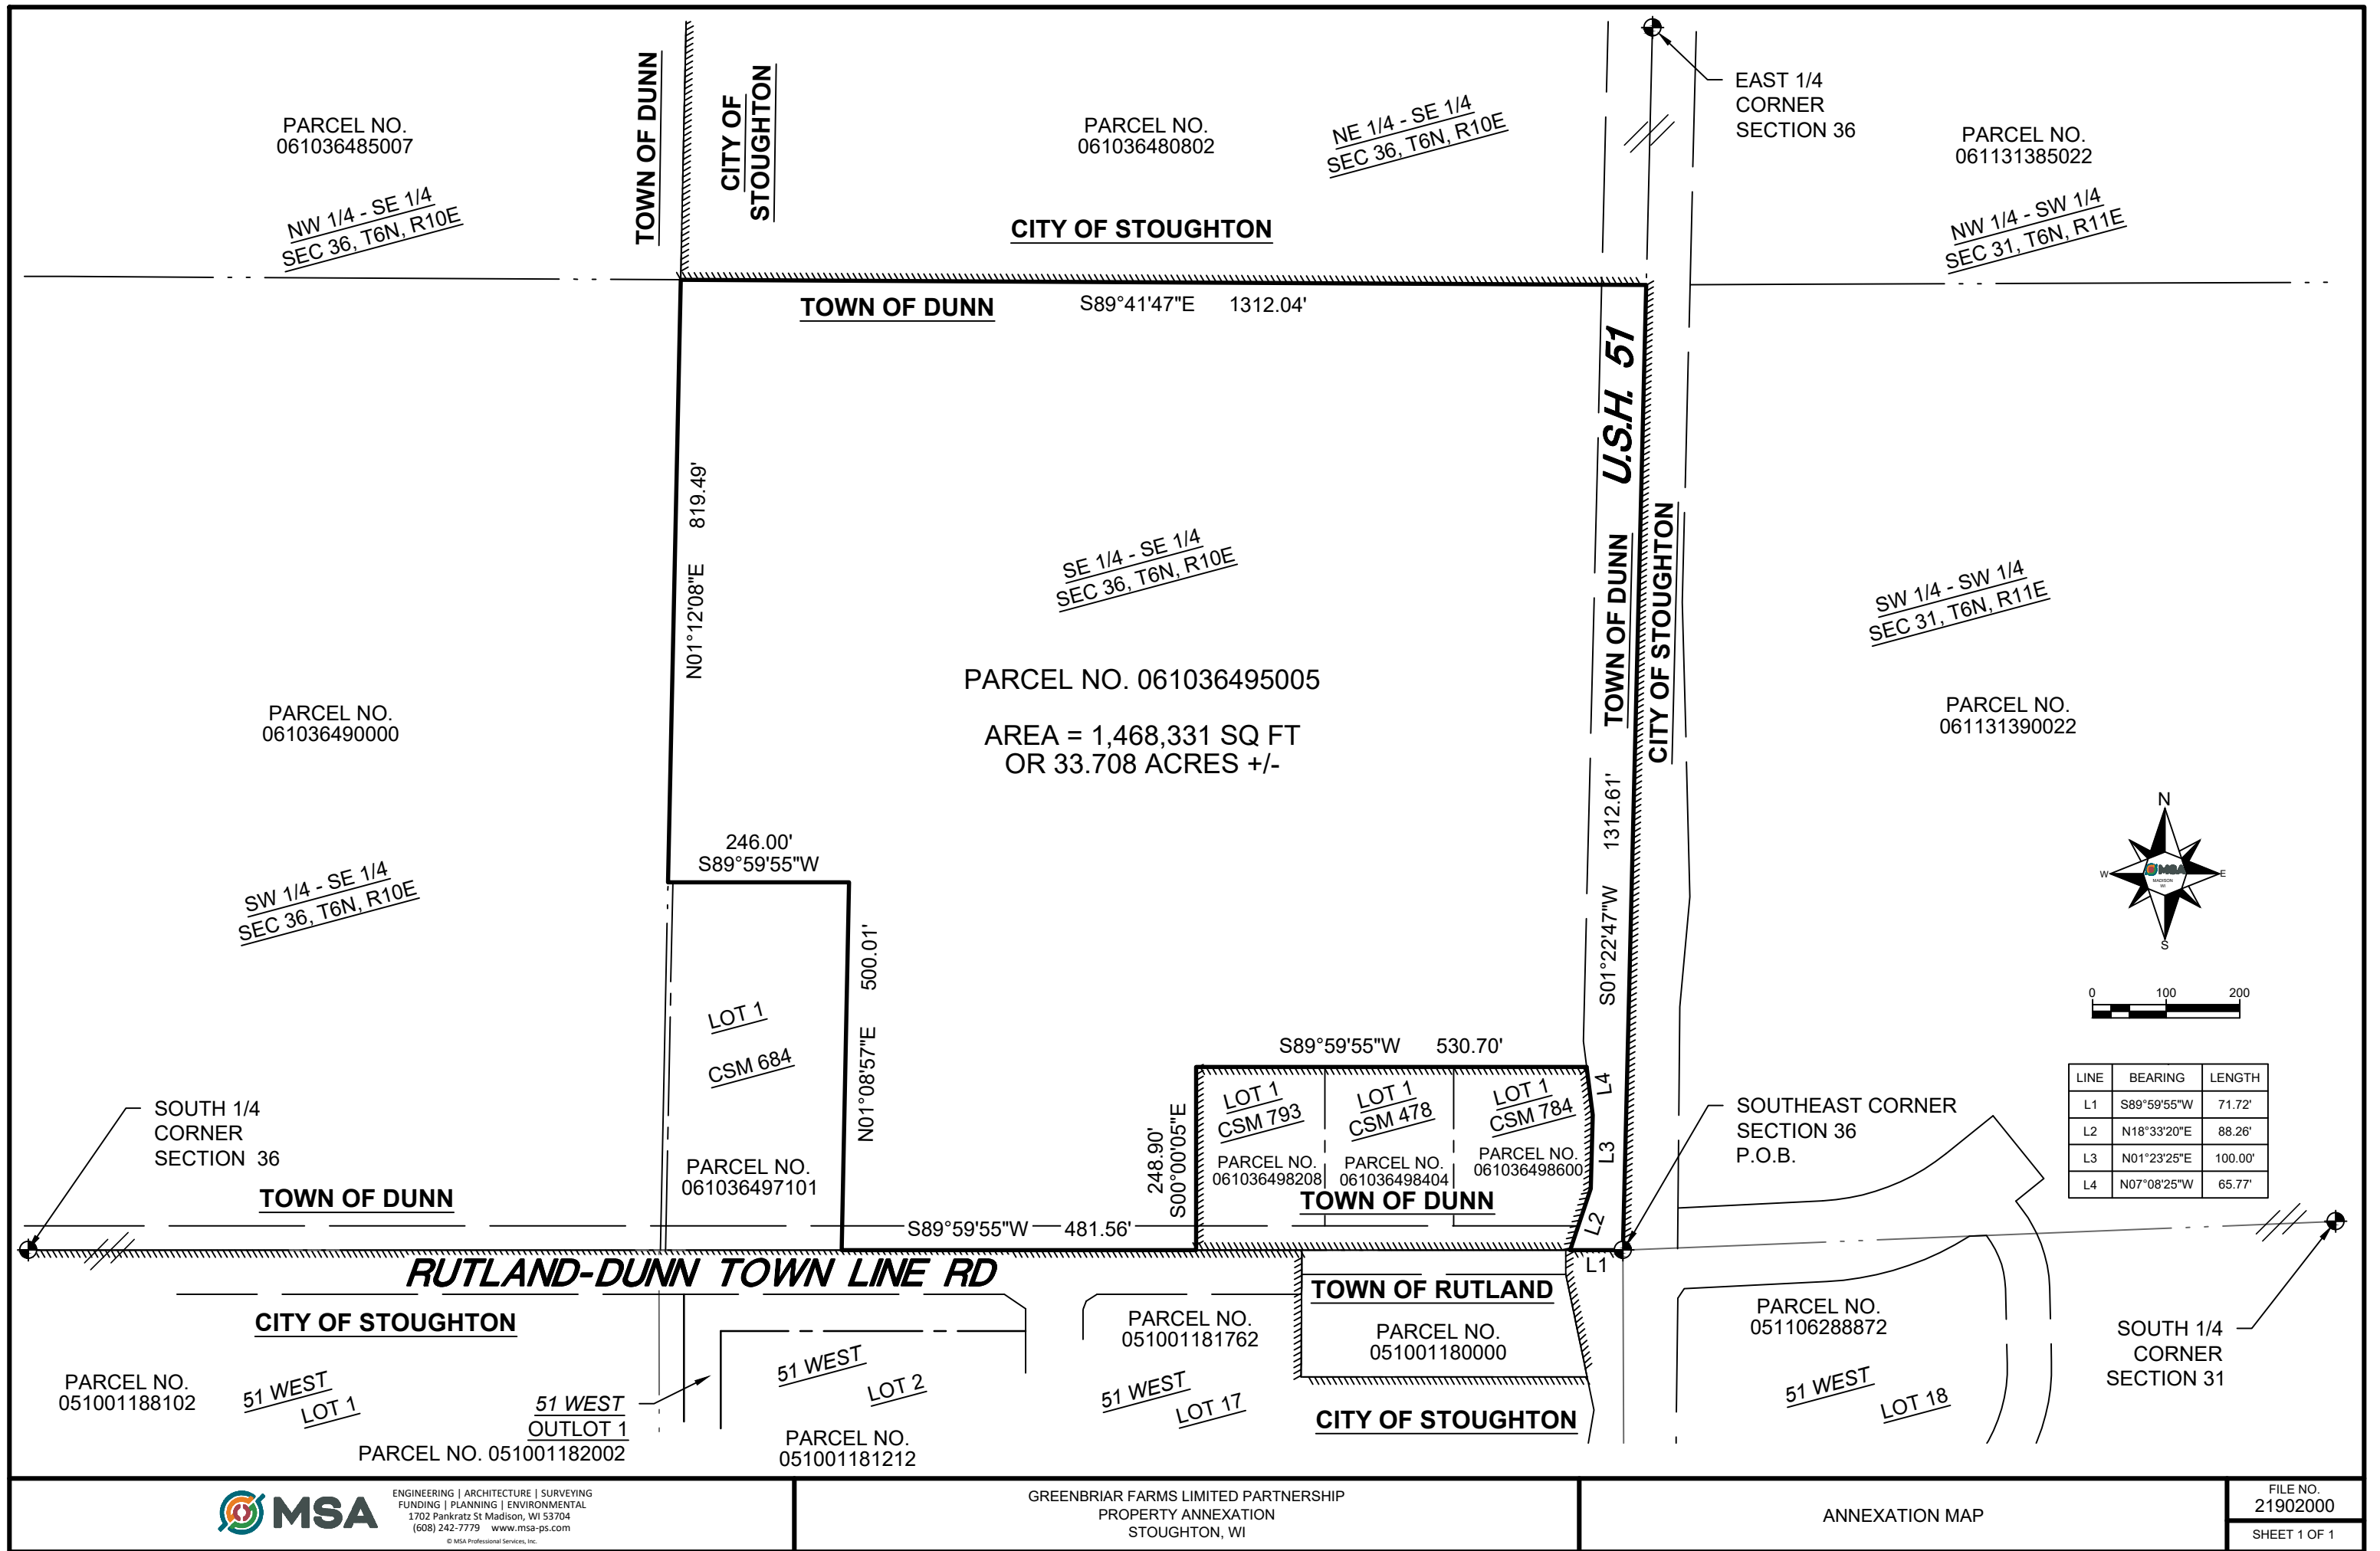 TOWN OF DUNN
CITY OF
STOUGHTON
PARCEL NO.
061036485007
NW 1/4 - SE 1/4
SEC 36, T6N, R10E
PARCEL NO.
061036480802
NE 1/4 - SE 1/4
SEC 36, T6N, R10E
CITY OF STOUGHTON
EAST 1/4
CORNER
SECTION 36
PARCEL NO.
061131385022
NW 1/4 - SW 1/4
SEC 31, T6N, R11E
TOWN OF DUNN
S89°41'47"E 1312.04'
U.S.H. 51
N01°12'08"E 819.49'
SE 1/4 - SE 1/4
SEC 36, T6N, R10E
PARCEL NO. 061036495005
AREA = 1,468,331 SQ FT
OR 33.708 ACRES +/-
TOWN OF DUNN
CITY OF STOUGHTON
S01°22'47"W 1312.61'
SW 1/4 - SW 1/4
SEC 31, T6N, R11E
PARCEL NO.
061131390022
PARCEL NO.
061036490000
SW 1/4 - SE 1/4
SEC 36, T6N, R10E
246.00'
S89°59'55"W
N01°08'57"E 500.01'
LOT 1
CSM 684
PARCEL NO.
061036497101
N
W
E
S
MSA
MADISON
WI
0 100 200
LINE BEARING LENGTH
L1 S89°59'55"W 71.72'
L2 N18°33'20"E 88.26'
L3 N01°23'25"E 100.00'
L4 N07°08'25"W 65.77'
S89°59'55"W 530.70'
248.90'
S00°00'05"E
LOT 1
CSM 793
LOT 1
CSM 478
LOT 1
CSM 784
PARCEL NO.
061036498208
PARCEL NO.
061036498404
PARCEL NO.
061036498600
TOWN OF DUNN
L4
L3
L2
L1
SOUTHEAST CORNER
SECTION 36
P.O.B.
SOUTH 1/4
CORNER
SECTION 36
TOWN OF DUNN
S89°59'55"W 481.56'
RUTLAND-DUNN TOWN LINE RD
CITY OF STOUGHTON
PARCEL NO.
051001188102
51 WEST
LOT 1
51 WEST
OUTLOT 1
PARCEL NO. 051001182002
51 WEST
LOT 2
PARCEL NO.
051001181212
PARCEL NO.
051001181762
51 WEST
LOT 17
TOWN OF RUTLAND
PARCEL NO.
051001180000
CITY OF STOUGHTON
PARCEL NO.
051106288872
51 WEST
LOT 18
SOUTH 1/4
CORNER
SECTION 31
MSA
ENGINEERING | ARCHITECTURE | SURVEYING
FUNDING | PLANNING | ENVIRONMENTAL
1702 Pankratz St Madison, WI 53704
(608) 242-7779 www.msa-ps.com
© MSA Professional Services, Inc.
GREENBRIAR FARMS LIMITED PARTNERSHIP
PROPERTY ANNEXATION
STOUGHTON, WI
ANNEXATION MAP
FILE NO.
21902000
SHEET 1 OF 1